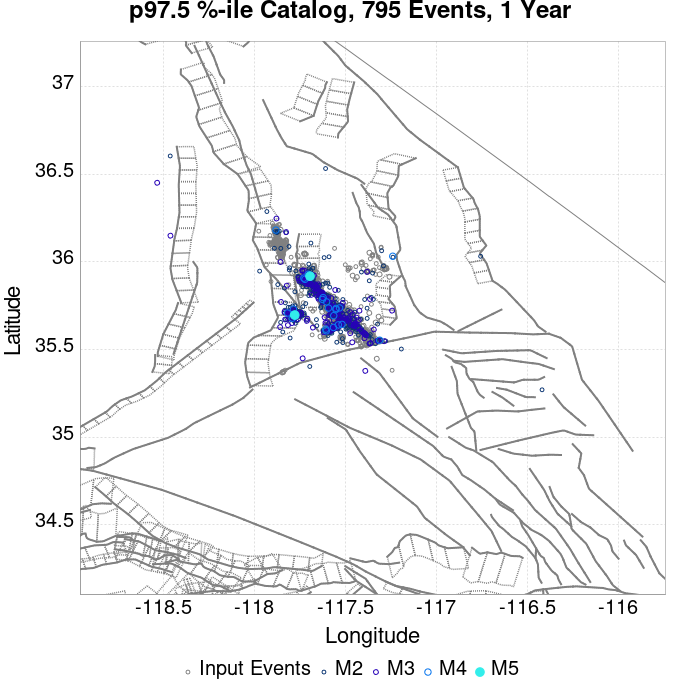 p97.5 %-ile Catalog, 795 Events, 1 Year
37
36.5
36
35.5
35
34.5
Latitude
-118.5 -118 -117.5 -117 -116.5 -116
Longitude
Input Events M2 M3 M4 M5